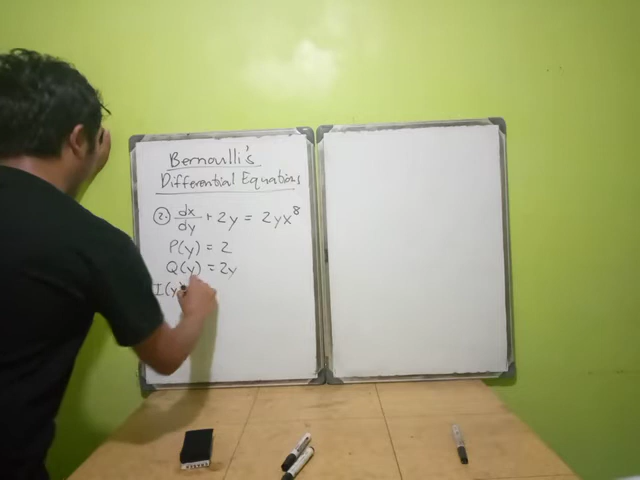 Bernoulli's
Differential Equations
2. dx/dy + 2y = 2yx⁸
P(y) = 2
Q(y) = 2y
I(y)